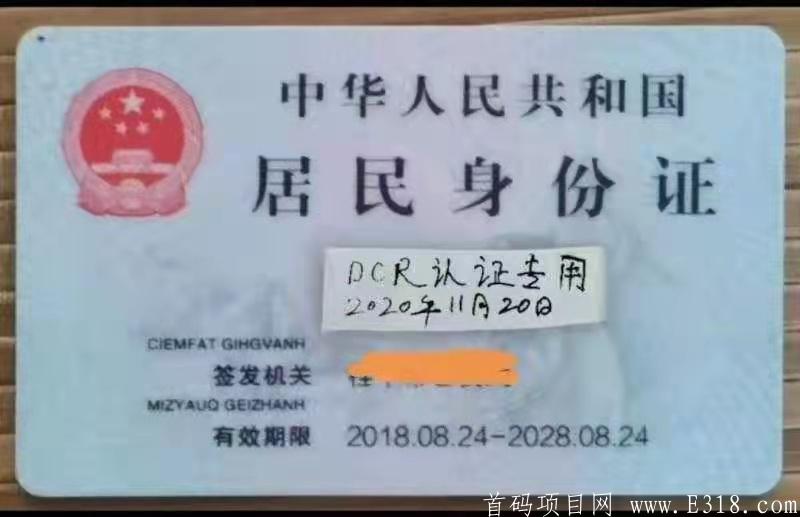 中华人民共和国
居民身份证
DCR认证专用
2020年11月20日
CIEMFAT GIHGVANH
签发机关
MIZYAUQ GEIZHANH
有效期限 2018.08.24-2028.08.24
首码项目网 www.E318.com